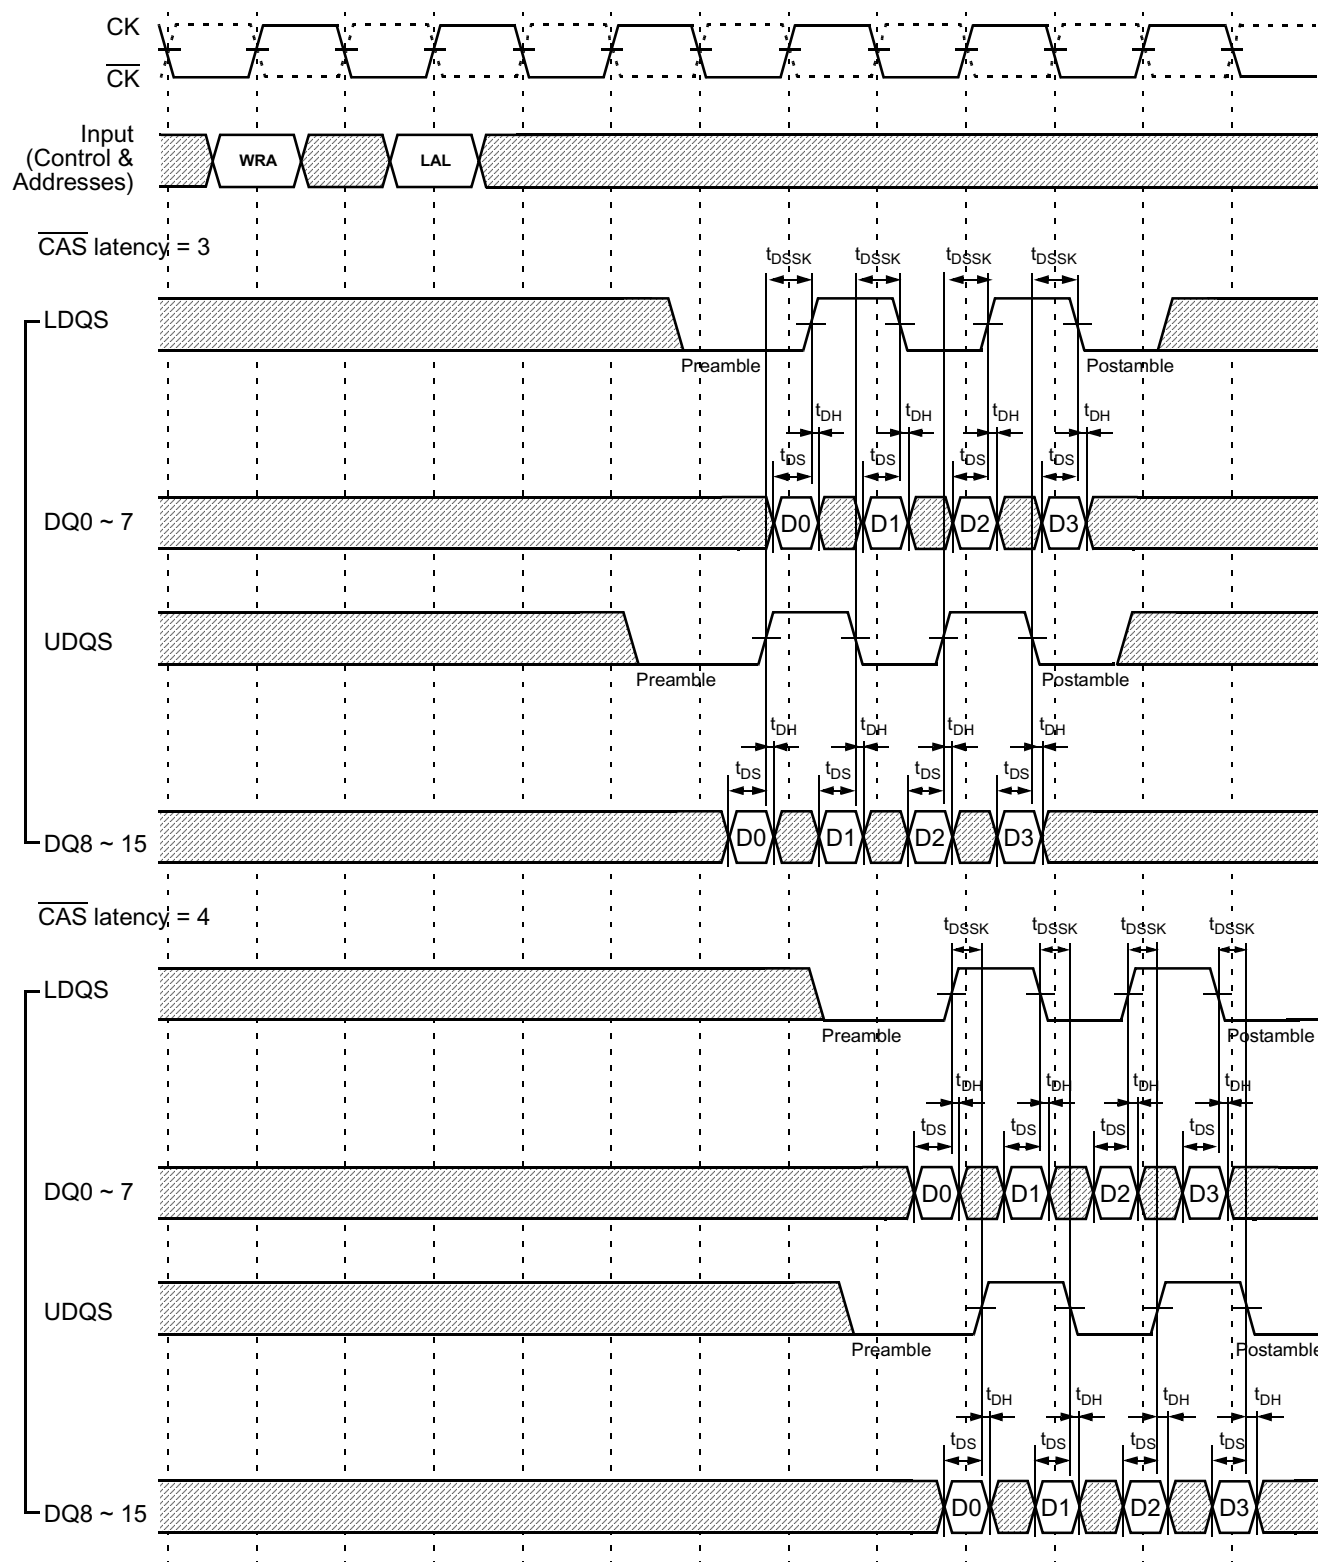 CK
CK
Input
(Control &
Addresses)
WRA
LAL
CAS latency = 3
tDSSK tDSSK tDSSK tDSSK
LDQS
Preamble
Postamble
tDH tDH tDH tDH
tDS tDS tDS tDS
DQ0 ~ 7
D0 D1 D2 D3
UDQS
Preamble
Postamble
tDH tDH tDH tDH
tDS tDS tDS tDS
DQ8 ~ 15
D0 D1 D2 D3
CAS latency = 4
tDSSK tDSSK tDSSK tDSSK
LDQS
Preamble
Postamble
tDH tDH tDH tDH
tDS tDS tDS tDS
DQ0 ~ 7
D0 D1 D2 D3
UDQS
Preamble
Postamble
tDH tDH tDH tDH
tDS tDS tDS tDS
DQ8 ~ 15
D0 D1 D2 D3